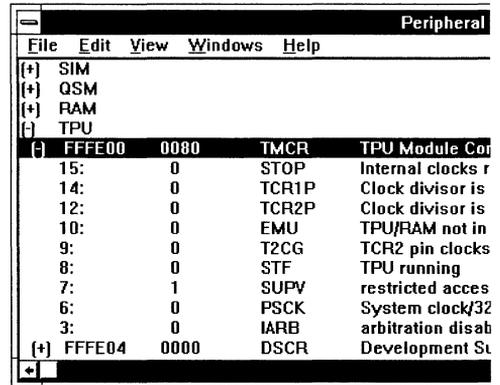 Peripheral
File Edit View Windows Help
(+) SIM
(+) QSM
(+) RAM
(-) TPU
(-) FFFE00 0080 TMCR TPU Module Con
15: 0 STOP Internal clocks r
14: 0 TCR1P Clock divisor is
12: 0 TCR2P Clock divisor is
10: 0 EMU TPU/RAM not in
9: 0 T2CG TCR2 pin clocks
8: 0 STF TPU running
7: 1 SUPV restricted acces
6: 0 PSCK System clock/32
3: 0 IARB arbitration disab
(+) FFFE04 0000 DSCR Development Su